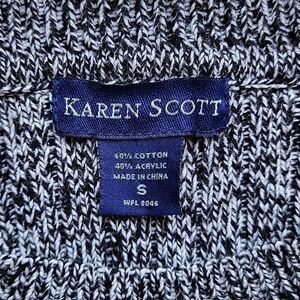 KAREN SCOTT
60% COTTON
40% ACRYLIC
MADE IN CHINA
S
WPL 8046